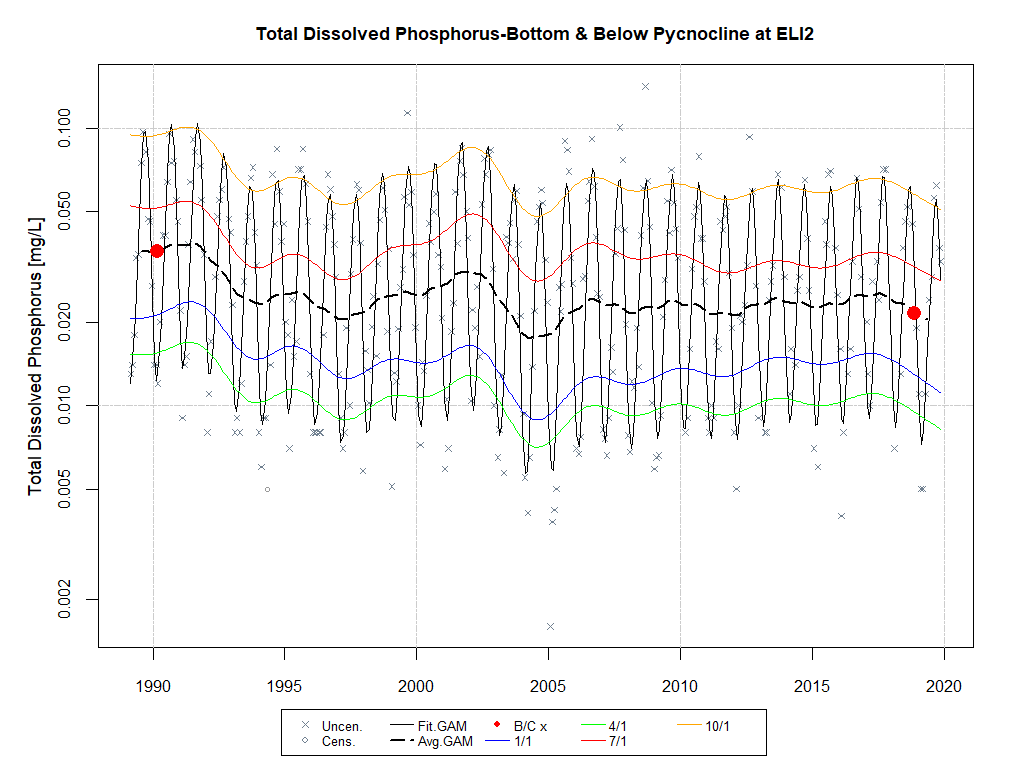 Total Dissolved Phosphorus-Bottom & Below Pycnocline at ELI2
Total Dissolved Phosphorus [mg/L]
0.100
0.050
0.020
0.010
0.005
0.002
1990 1995 2000 2005 2010 2015 2020
Uncen. Fit.GAM B/C x 4/1 10/1
Cens. Avg.GAM 1/1 7/1